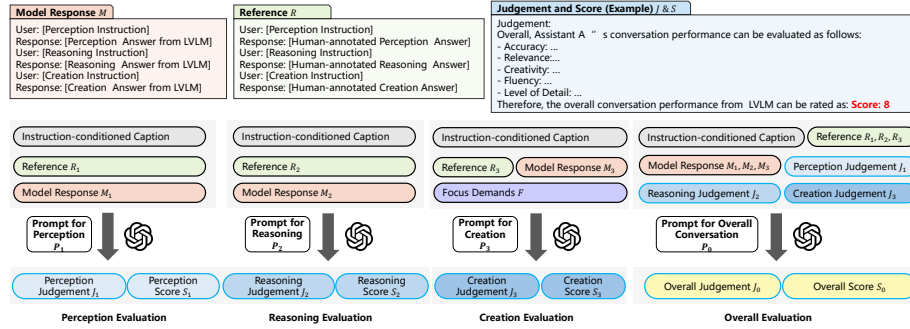 Model Response M
User: [Perception Instruction]
Response: [Perception Answer from LVLM]
User: [Reasoning Instruction]
Response: [Reasoning Answer from LVLM]
User: [Creation Instruction]
Response: [Creation Answer from LVLM]
Reference R
User: [Perception Instruction]
Response: [Human-annotated Perception Answer]
User: [Reasoning Instruction]
Response: [Human-annotated Reasoning Answer]
User: [Creation Instruction]
Response: [Human-annotated Creation Answer]
Judgement and Score (Example) J & S
Judgement:
Overall, Assistant A ” s conversation performance can be evaluated as follows:
- Accuracy: ...
- Relevance:...
- Creativity: ...
- Fluency: ...
- Level of Detail: ...
Therefore, the overall conversation performance from LVLM can be rated as: Score: 8
Instruction-conditioned Caption
Reference R₁
Model Response M₁
Prompt for
Perception
P₁
Perception
Judgement J₁
Perception
Score S₁
Perception Evaluation
Instruction-conditioned Caption
Reference R₂
Model Response M₂
Prompt for
Reasoning
P₂
Reasoning
Judgement J₂
Reasoning
Score S₂
Reasoning Evaluation
Instruction-conditioned Caption
Reference R₃
Model Response M₃
Focus Demands F
Prompt for
Creation
P₃
Creation
Judgement J₃
Creation
Score S₃
Creation Evaluation
Instruction-conditioned Caption
Reference R₁, R₂, R₃
Model Response M₁, M₂, M₃
Perception Judgement J₁
Reasoning Judgement J₂
Creation Judgement J₃
Prompt for Overall
Conversation
P₀
Overall Judgement J₀
Overall Score S₀
Overall Evaluation